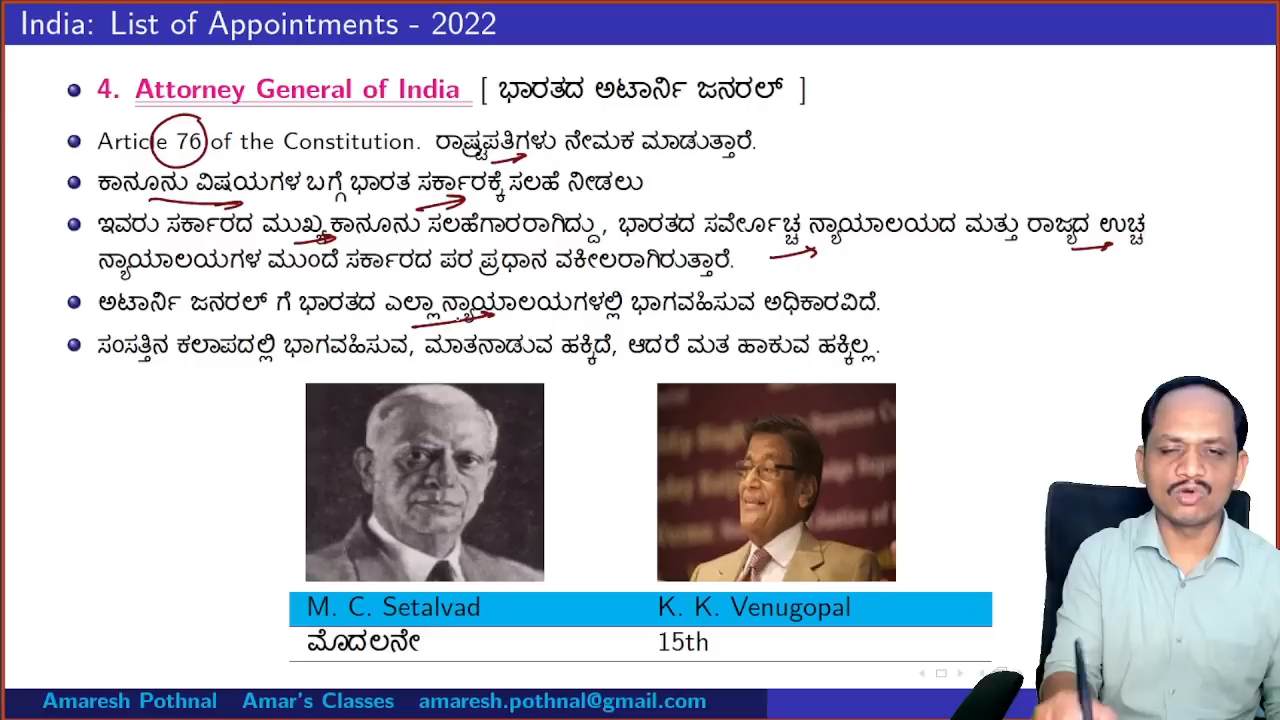 India: List of Appointments - 2022
4. Attorney General of India [ ಭಾರತದ ಅಟಾರ್ನಿ ಜನರಲ್ ]
Article 76 of the Constitution. ರಾಷ್ಟ್ರಪತಿಗಳು ನೇಮಕ ಮಾಡುತ್ತಾರೆ.
ಕಾನೂನು ವಿಷಯಗಳ ಬಗ್ಗೆ ಭಾರತ ಸರ್ಕಾರಕ್ಕೆ ಸಲಹೆ ನೀಡಲು
ಇವರು ಸರ್ಕಾರದ ಮುಖ್ಯ ಕಾನೂನು ಸಲಹೆಗಾರರಾಗಿದ್ದು, ಭಾರತದ ಸರ್ವೋಚ್ಚ ನ್ಯಾಯಾಲಯದ ಮತ್ತು ರಾಜ್ಯದ ಉಚ್ಚ
ನ್ಯಾಯಾಲಯಗಳ ಮುಂದೆ ಸರ್ಕಾರದ ಪರ ಪ್ರಧಾನ ವಕೀಲರಾಗಿರುತ್ತಾರೆ.
ಅಟಾರ್ನಿ ಜನರಲ್ ಗೆ ಭಾರತದ ಎಲ್ಲಾ ನ್ಯಾಯಾಲಯಗಳಲ್ಲಿ ಭಾಗವಹಿಸುವ ಅಧಿಕಾರವಿದೆ.
ಸಂಸತ್ತಿನ ಕಲಾಪದಲ್ಲಿ ಭಾಗವಹಿಸುವ, ಮಾತನಾಡುವ ಹಕ್ಕಿದೆ, ಆದರೆ ಮತ ಹಾಕುವ ಹಕ್ಕಿಲ್ಲ.
M. C. Setalvad K. K. Venugopal
ಮೊದಲನೇ 15th
Amaresh Pothnal Amar's Classes amaresh.pothnal@gmail.com